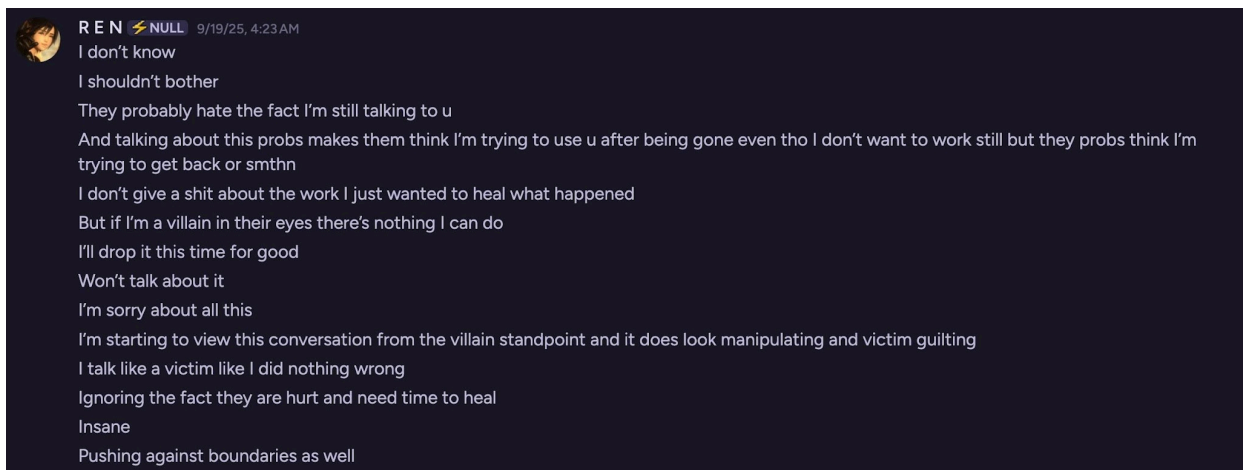 R E N ⚡NULL 9/19/25, 4:23 AM
I don’t know
I shouldn’t bother
They probably hate the fact I’m still talking to u
And talking about this probs makes them think I’m trying to use u after being gone even tho I don’t want to work still but they probs think I’m
trying to get back or smthn
I don’t give a shit about the work I just wanted to heal what happened
But if I’m a villain in their eyes there’s nothing I can do
I’ll drop it this time for good
Won’t talk about it
I’m sorry about all this
I’m starting to view this conversation from the villain standpoint and it does look manipulating and victim guilting
I talk like a victim like I did nothing wrong
Ignoring the fact they are hurt and need time to heal
Insane
Pushing against boundaries as well